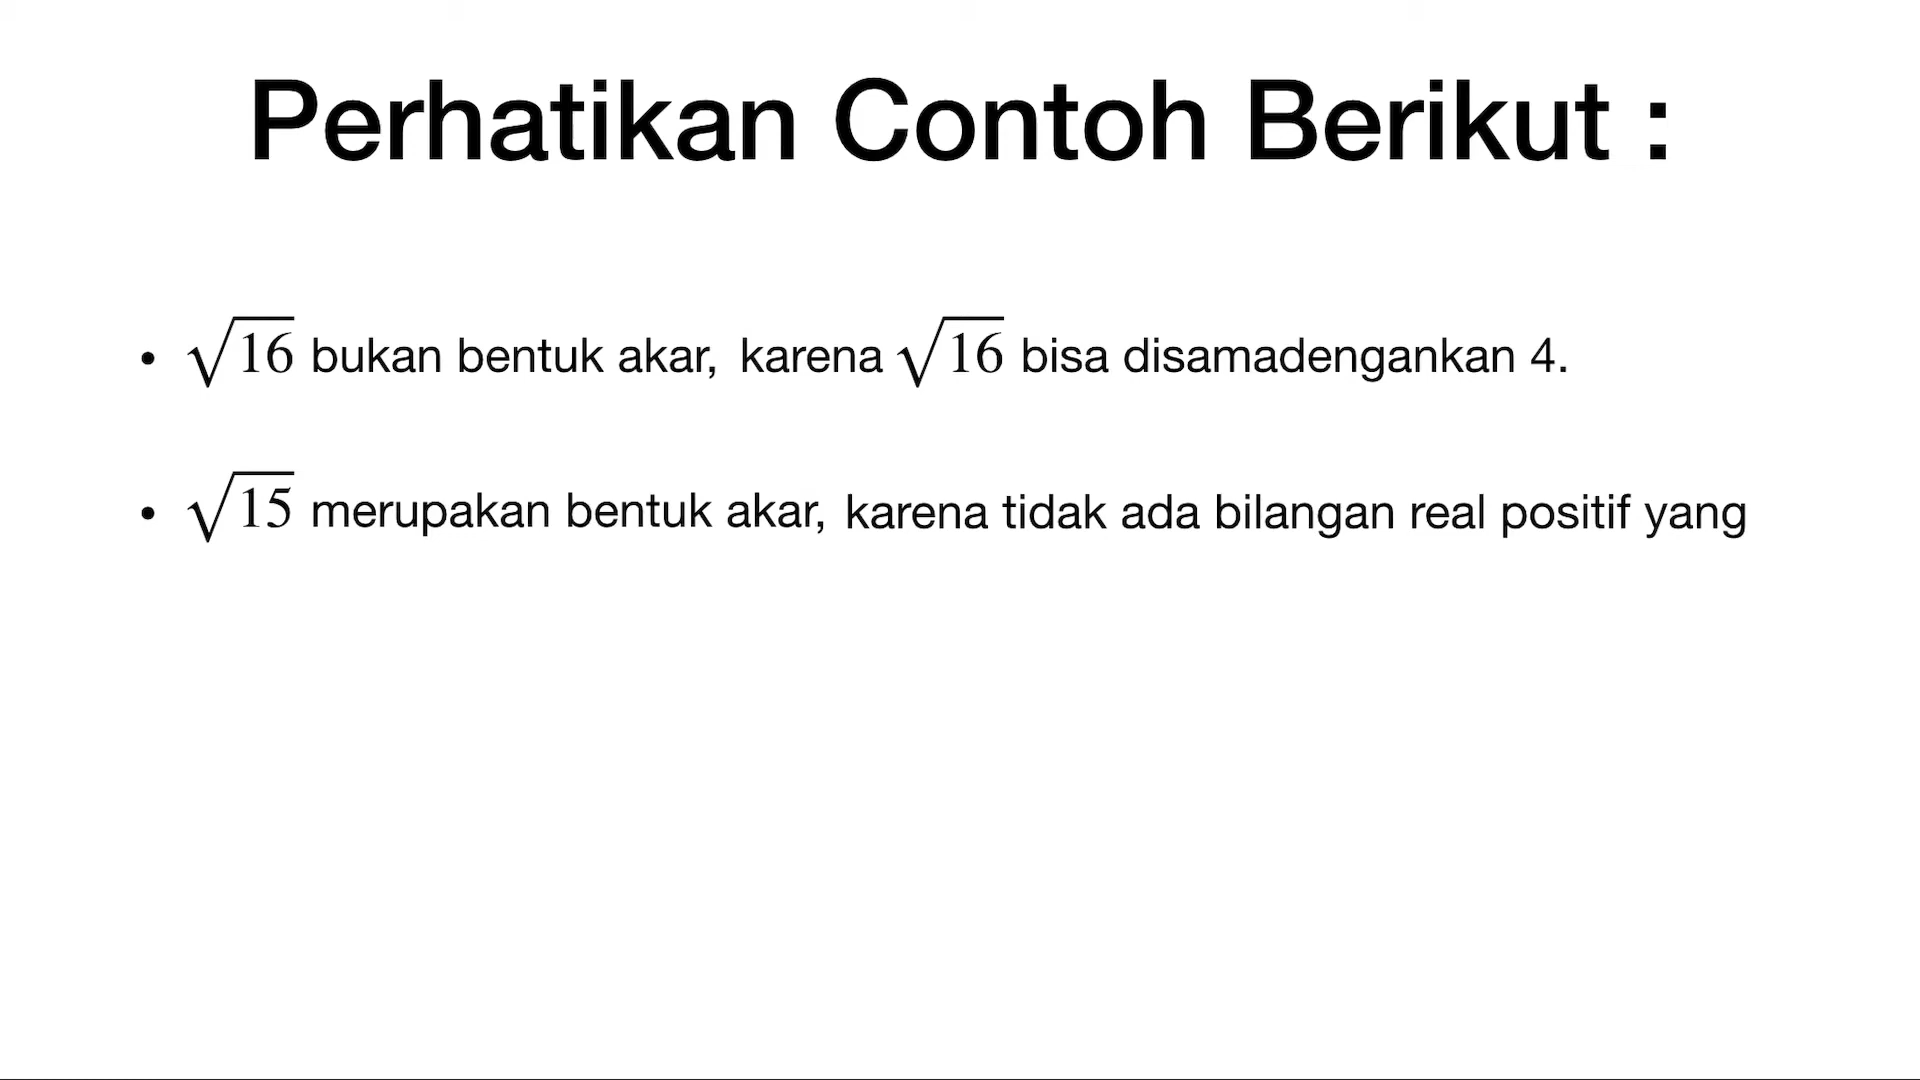 Perhatikan Contoh Berikut :
• √16 bukan bentuk akar, karena √16 bisa disamadengankan 4.
• √15 merupakan bentuk akar, karena tidak ada bilangan real positif yang